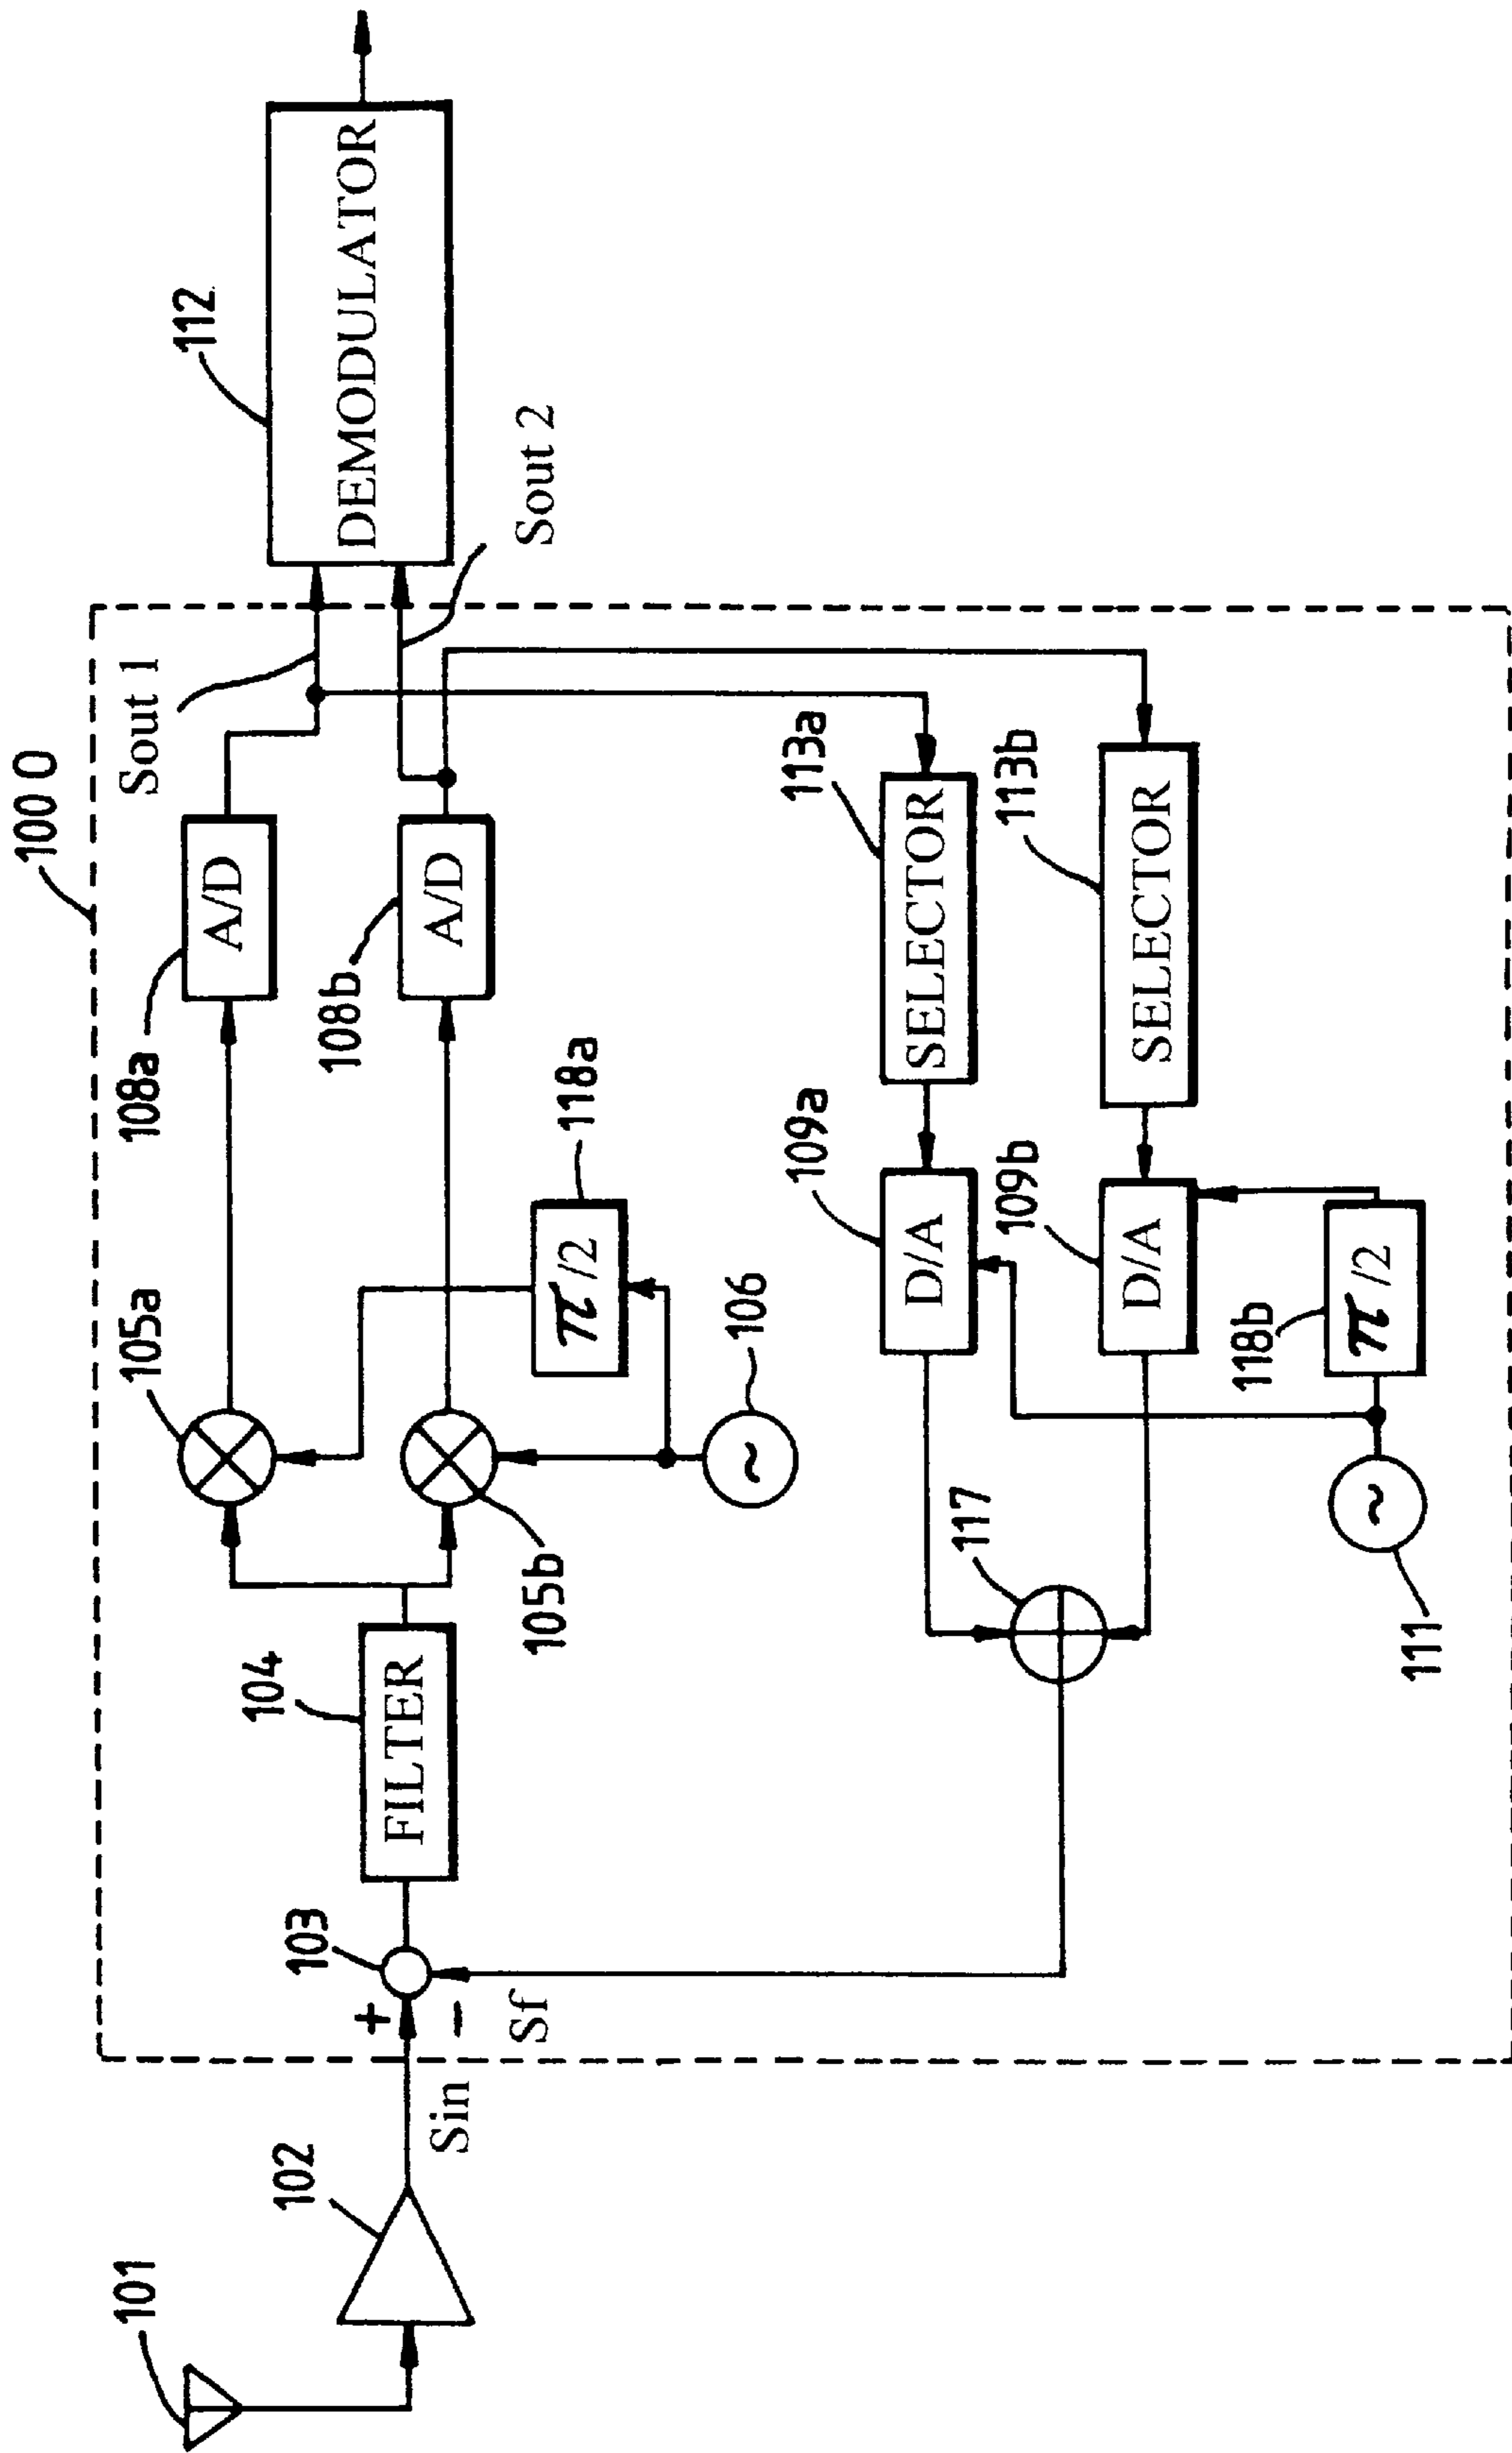 100 0
101
102
Sin
103
+
−
Sf
104
FILTER
105a
105b
106
~
π/2
118a
108a
A/D
108b
A/D
Sout 1
Sout 2
112
DEMODULATOR
113a
SELECTOR
113b
SELECTOR
109a
D/A
109b
D/A
118b
π/2
111
~
117